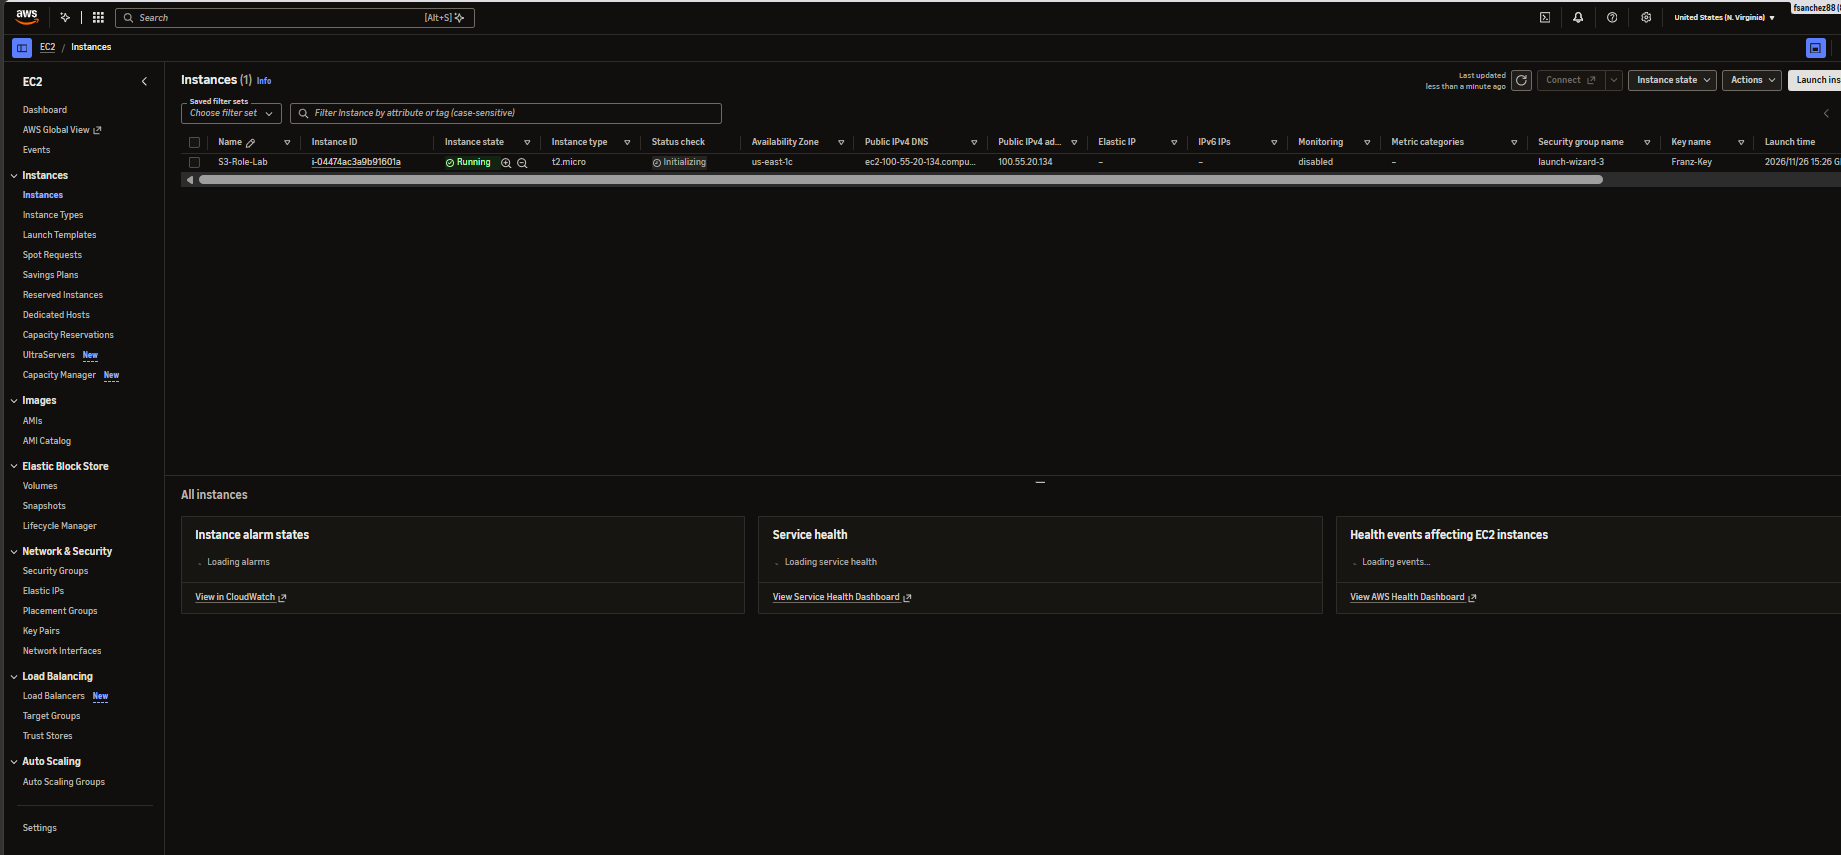 aws
Search [Alt+S]
United States (N. Virginia)
fsanchez88
EC2 / Instances
EC2
Dashboard
AWS Global View
Events
Instances
Instances
Instance Types
Launch Templates
Spot Requests
Savings Plans
Reserved Instances
Dedicated Hosts
Capacity Reservations
UltraServers New
Capacity Manager New
Images
AMIs
AMI Catalog
Elastic Block Store
Volumes
Snapshots
Lifecycle Manager
Network & Security
Security Groups
Elastic IPs
Placement Groups
Key Pairs
Network Interfaces
Load Balancing
Load Balancers New
Target Groups
Trust Stores
Auto Scaling
Auto Scaling Groups
Settings
Instances (1) Info
Last updated
less than a minute ago
Connect
Instance state
Actions
Launch ins
Saved filter sets
Choose filter set
Filter Instance by attribute or tag (case-sensitive)
Name Instance ID Instance state Instance type Status check Availability Zone Public IPv4 DNS Public IPv4 ad... Elastic IP IPv6 IPs Monitoring Metric categories Security group name Key name Launch time
S3-Role-Lab i-04474ac3a9b91601a Running t2.micro Initializing us-east-1c ec2-100-55-20-134.compu... 100.55.20.134 – – disabled – launch-wizard-3 Franz-Key 2026/11/26 15:26 G
All instances
Instance alarm states
Loading alarms
View in CloudWatch
Service health
Loading service health
View Service Health Dashboard
Health events affecting EC2 instances
Loading events...
View AWS Health Dashboard